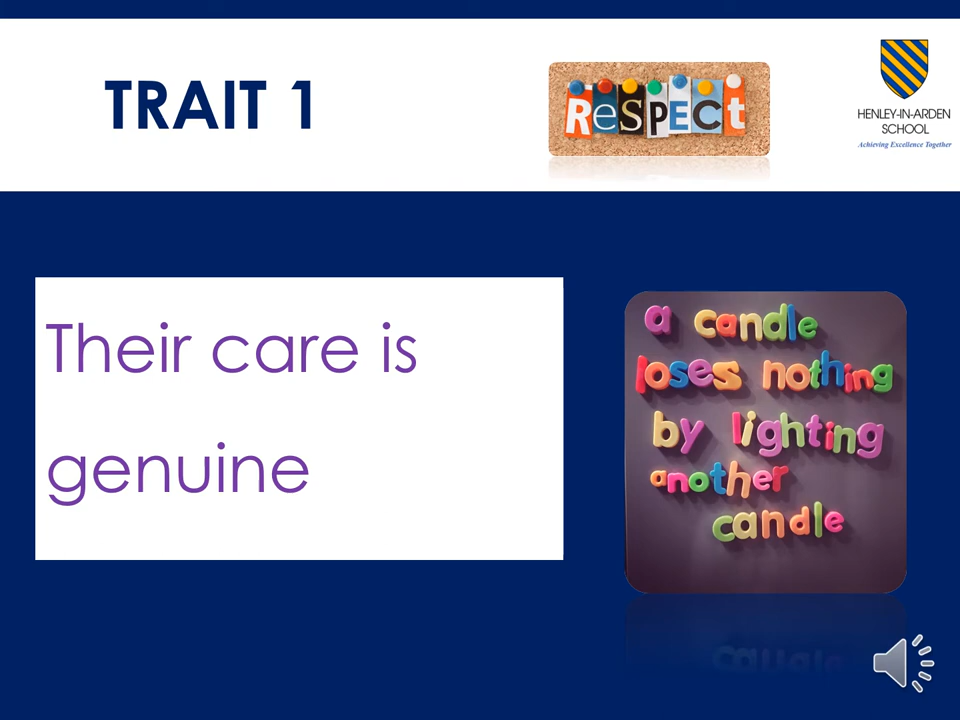 TRAIT 1
ReSPECt
HENLEY-IN-ARDEN
SCHOOL
Achieving Excellence Together
Their care is
genuine
a candle
loses nothing
by lighting
another
candle